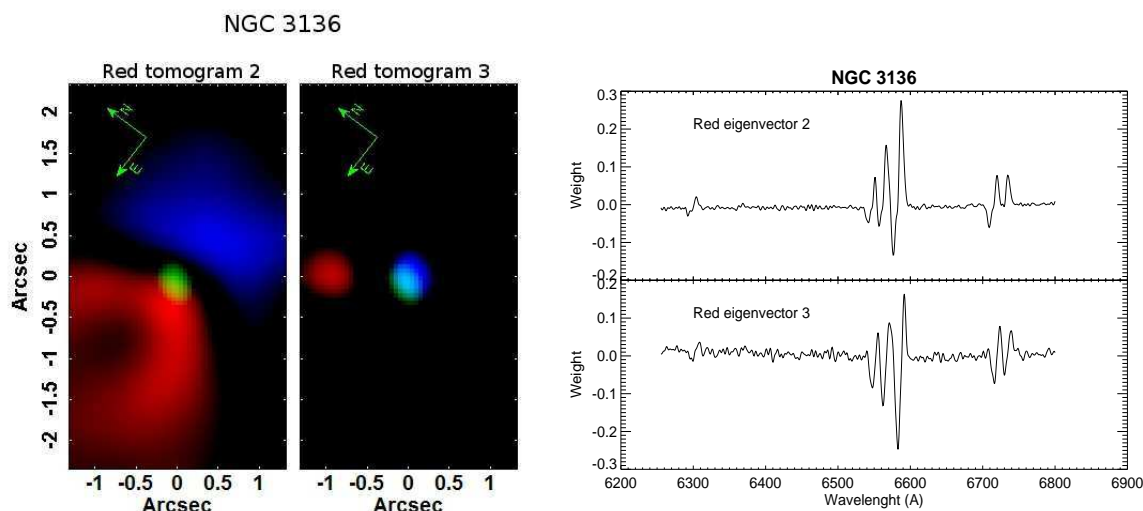 NGC 3136
Red tomogram 2
Red tomogram 3
N
E
N
E
2
1.5
1
0.5
0
-0.5
-1
-1.5
-2
Arcsec
-1 -0.5 0 0.5 1
Arcsec
-1 -0.5 0 0.5 1
Arcsec
NGC 3136
Red eigenvector 2
0.3
0.2
0.1
0.0
-0.1
-0.2
Weight
Red eigenvector 3
0.2
0.1
0.0
-0.1
-0.2
-0.3
Weight
6200 6300 6400 6500 6600 6700 6800 6900
Wavelenght (A)